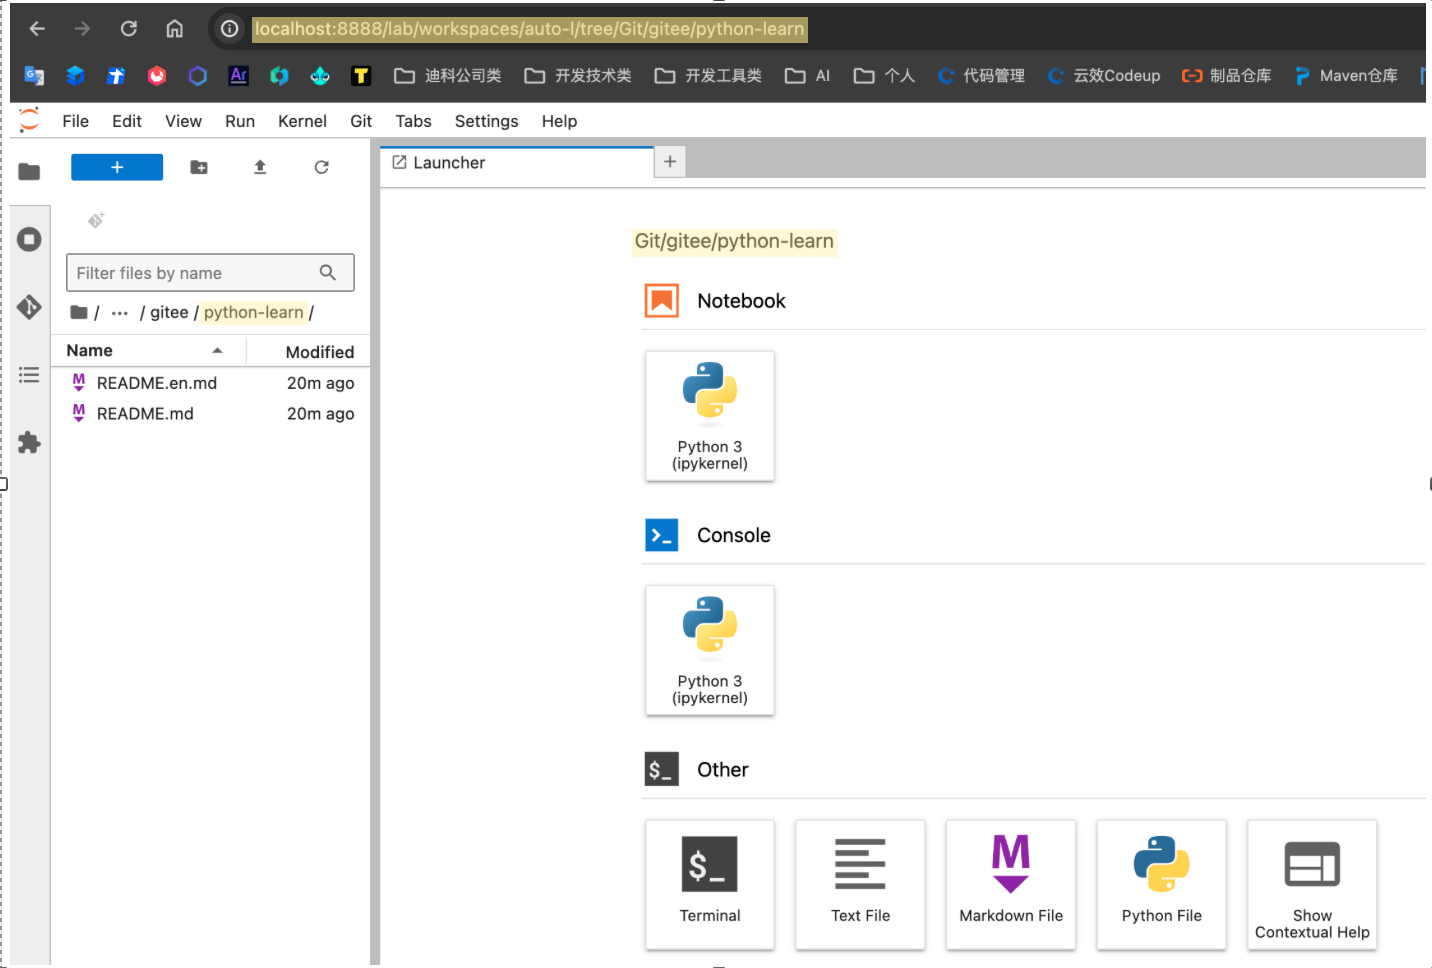 localhost:8888/lab/workspaces/auto-I/tree/Git/gitee/python-learn
Ar T 迪科公司类 开发技术类 开发工具类 AI 个人 代码管理 云效Codeup 制品仓库 Maven仓库
File Edit View Run Kernel Git Tabs Settings Help
+
Launcher
+
Filter files by name
/ ··· / gitee / python-learn /
Name Modified
README.en.md 20m ago
README.md 20m ago
Git/gitee/python-learn
Notebook
Python 3
(ipykernel)
Console
Python 3
(ipykernel)
$_ Other
$_
Terminal
Text File
M
Markdown File
Python File
Show
Contextual Help